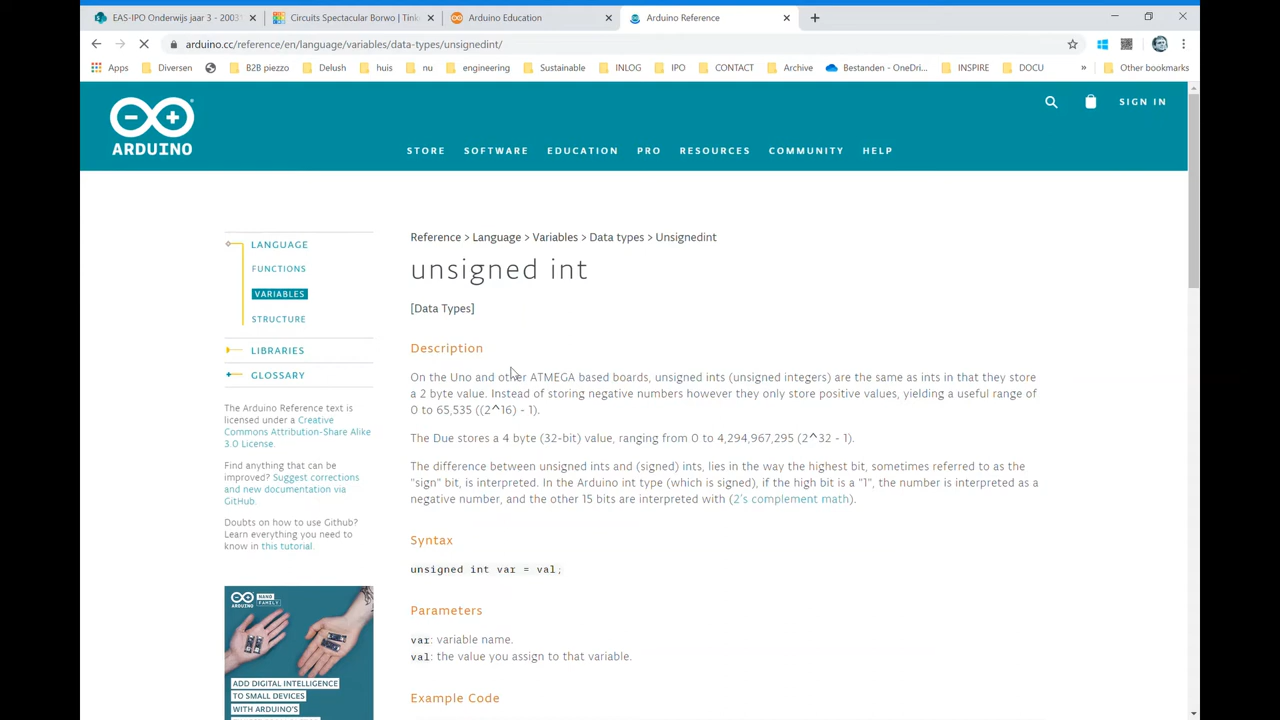 EAS-IPO Onderwijs jaar 3 - 2003
Circuits Spectacular Borwo | Tink
Arduino Education
Arduino Reference
arduino.cc/reference/en/language/variables/data-types/unsignedint/
Apps Diversen B2B piezzo Delush huis nu engineering Sustainable INLOG IPO CONTACT Archive Bestanden - OneDri... INSPIRE DOCU » Other bookmarks
SIGN IN
ARDUINO
STORE SOFTWARE EDUCATION PRO RESOURCES COMMUNITY HELP
LANGUAGE
FUNCTIONS
VARIABLES
STRUCTURE
LIBRARIES
GLOSSARY
The Arduino Reference text is
licensed under a Creative
Commons Attribution-Share Alike
3.0 License.
Find anything that can be
improved? Suggest corrections
and new documentation via
GitHub.
Doubts on how to use Github?
Learn everything you need to
know in this tutorial.
ARDUINO NANO FAMILY
ADD DIGITAL INTELLIGENCE
TO SMALL DEVICES
WITH ARDUINO'S
Reference > Language > Variables > Data types > Unsignedint
unsigned int
[Data Types]
Description
On the Uno and other ATMEGA based boards, unsigned ints (unsigned integers) are the same as ints in that they store
a 2 byte value. Instead of storing negative numbers however they only store positive values, yielding a useful range of
0 to 65,535 ((2^16) - 1).
The Due stores a 4 byte (32-bit) value, ranging from 0 to 4,294,967,295 (2^32 - 1).
The difference between unsigned ints and (signed) ints, lies in the way the highest bit, sometimes referred to as the
"sign" bit, is interpreted. In the Arduino int type (which is signed), if the high bit is a "1", the number is interpreted as a
negative number, and the other 15 bits are interpreted with (2's complement math).
Syntax
unsigned int var = val;
Parameters
var: variable name.
val: the value you assign to that variable.
Example Code